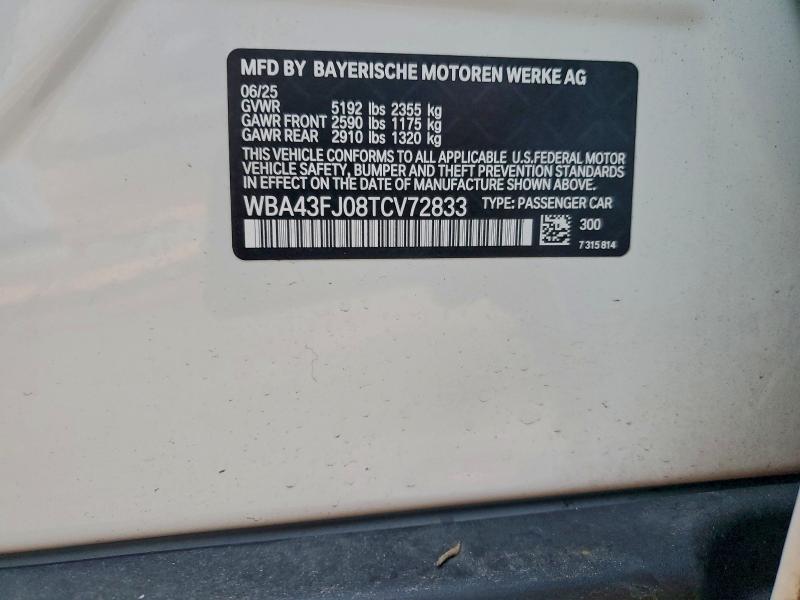 MFD BY BAYERISCHE MOTOREN WERKE AG
06/25
GVWR 5192 lbs 2355 kg
GAWR FRONT 2590 lbs 1175 kg
GAWR REAR 2910 lbs 1320 kg
THIS VEHICLE CONFORMS TO ALL APPLICABLE U.S.FEDERAL MOTOR
VEHICLE SAFETY, BUMPER AND THEFT PREVENTION STANDARDS
IN EFFECT ON THE DATE OF MANUFACTURE SHOWN ABOVE.
WBA43FJ08TCV72833 TYPE: PASSENGER CAR
300
7 315 814